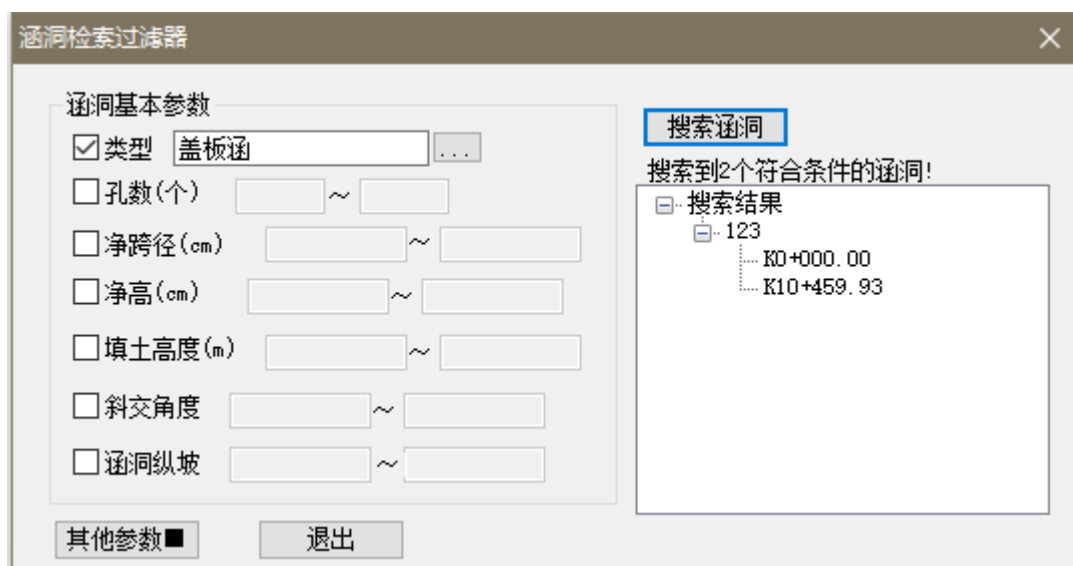 涵洞检索过滤器
涵洞基本参数
类型 盖板涵 ...
孔数(个) ~
净跨径(cm) ~
净高(cm) ~
填土高度(m) ~
斜交角度 ~
涵洞纵坡 ~
其他参数■ 退出
搜索涵洞
搜索到2个符合条件的涵洞!
搜索结果
123
K0+000.00
K10+459.93